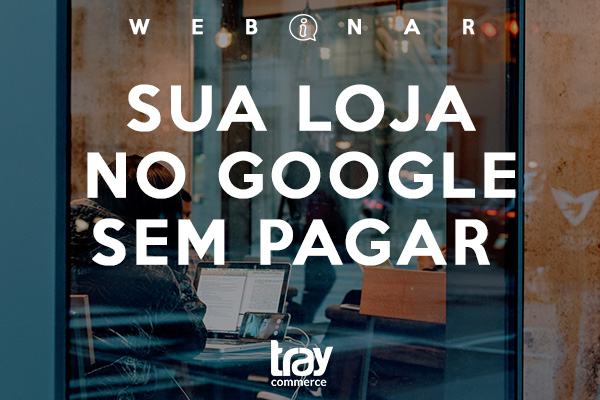 WEBINAR
SUA LOJA
NO GOOGLE
SEM PAGAR
tray
commerce